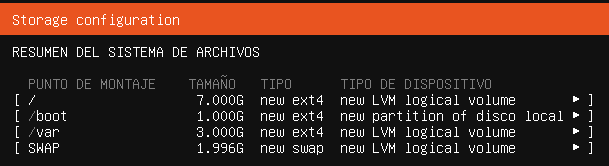 Storage configuration
RESUMEN DEL SISTEMA DE ARCHIVOS
PUNTO DE MONTAJE TAMAÑO TIPO TIPO DE DISPOSITIVO
[ / 7.000G new ext4 new LVM logical volume ▸ ]
[ /boot 1.000G new ext4 new partition of disco local ▸ ]
[ /var 3.000G new ext4 new LVM logical volume ▸ ]
[ SWAP 1.996G new swap new LVM logical volume ▸ ]